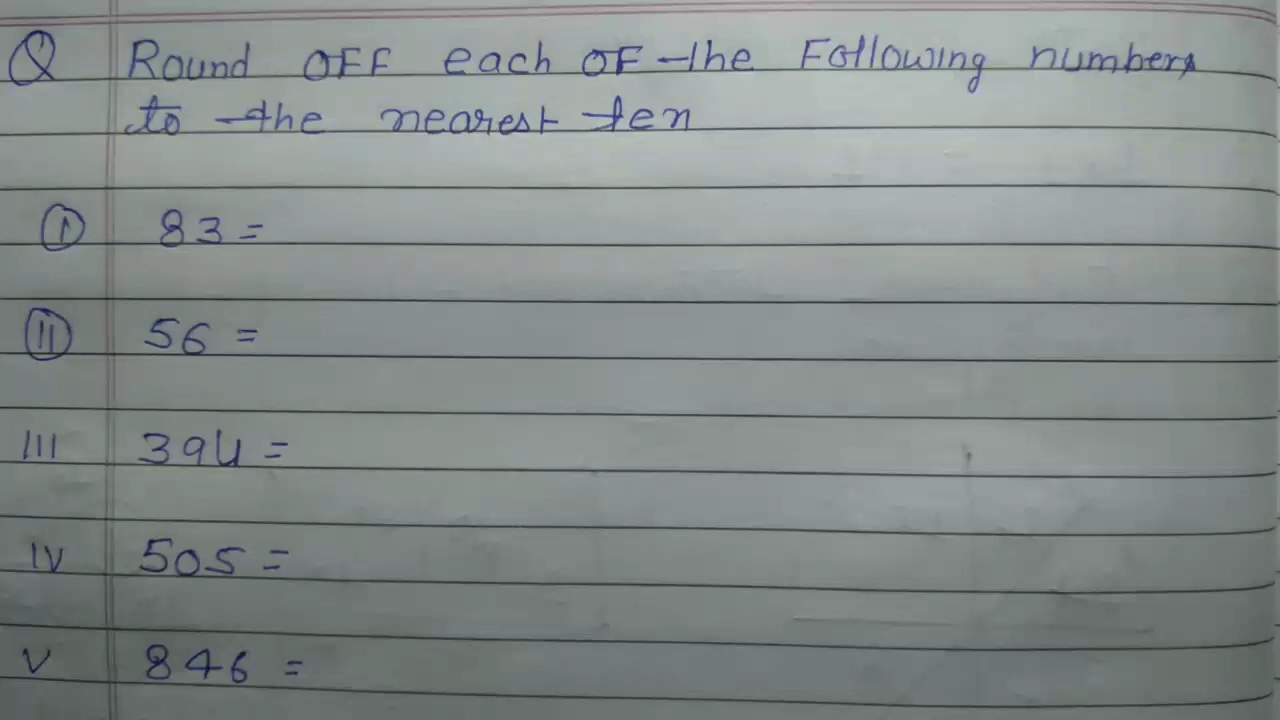 Q Round OFF each OF the Following numbers
to the nearest ten
I 83 =
II 56 =
III 394 =
IV 505 =
V 846 =